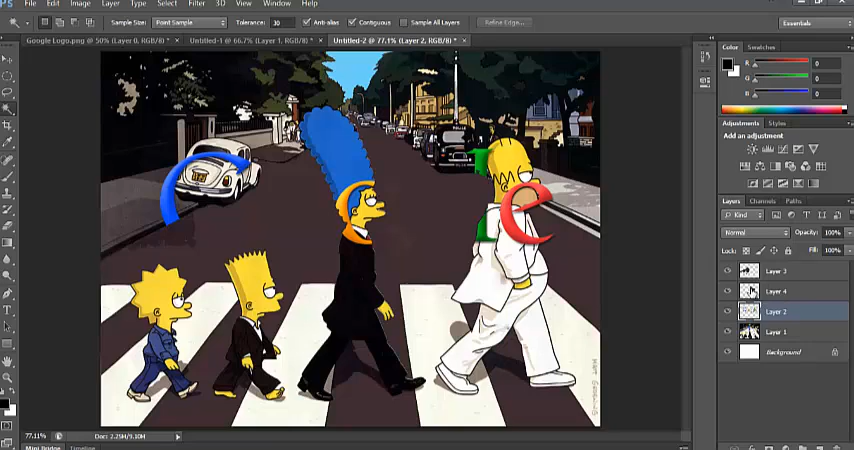 PS File Edit Image Layer Type Select Filter 3D View Window Help
Sample Size: Point Sample Tolerance: 30 Anti-alias Contiguous Sample All Layers Refine Edge... Essentials
Google Logo.png @ 50% (Layer 0, RGB/8) * × Untitled-1 @ 66.7% (Layer 1, RGB/8) * × Untitled-2 @ 77.1% (Layer 2, RGB/8) * ×
Color Swatches
R 0
G 0
B 0
Adjustments Styles
Add an adjustment
Layers Channels Paths
Kind
Normal Opacity: 100%
Lock: Fill: 100%
Layer 3
Layer 4
Layer 2
Layer 1
Background
MATT GROENING
77.11% Doc: 2.25M/9.10M
Mini Bridge Timeline